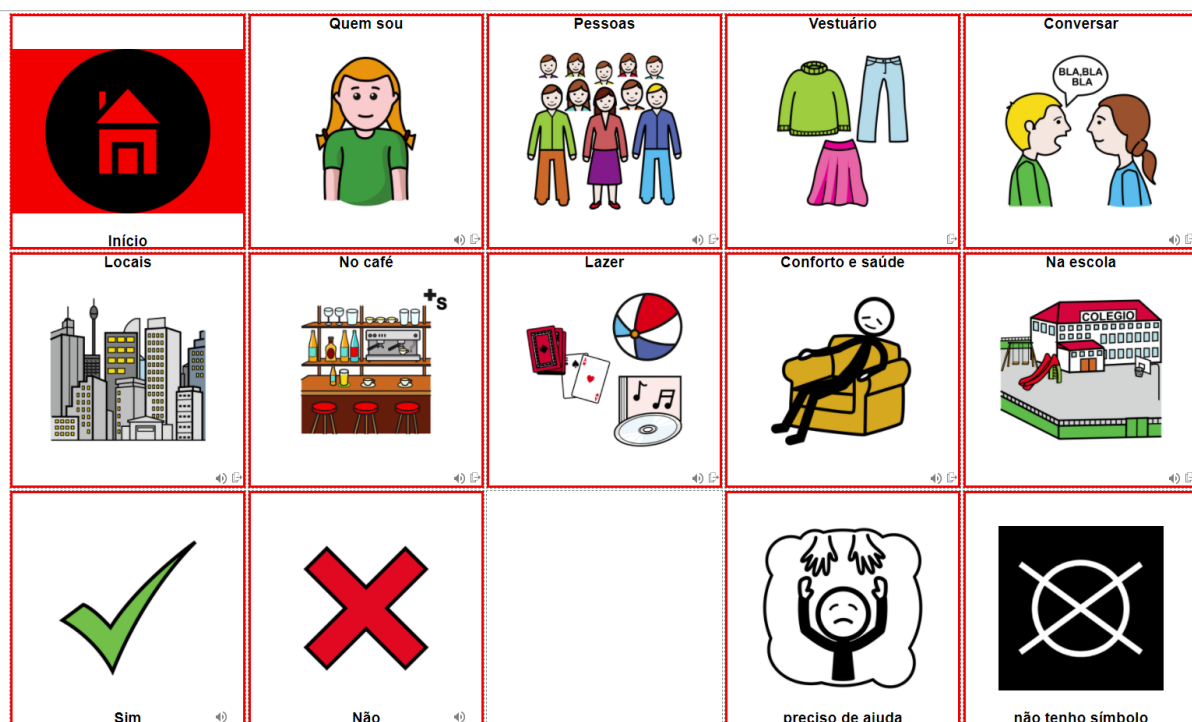 Quem sou
Pessoas
Vestuário
Conversar
BLA,BLA
BLA
Início
Locais
No café
Lazer
Conforto e saúde
Na escola
+s
COLEGIO
Sim
Não
preciso de ajuda
não tenho símbolo